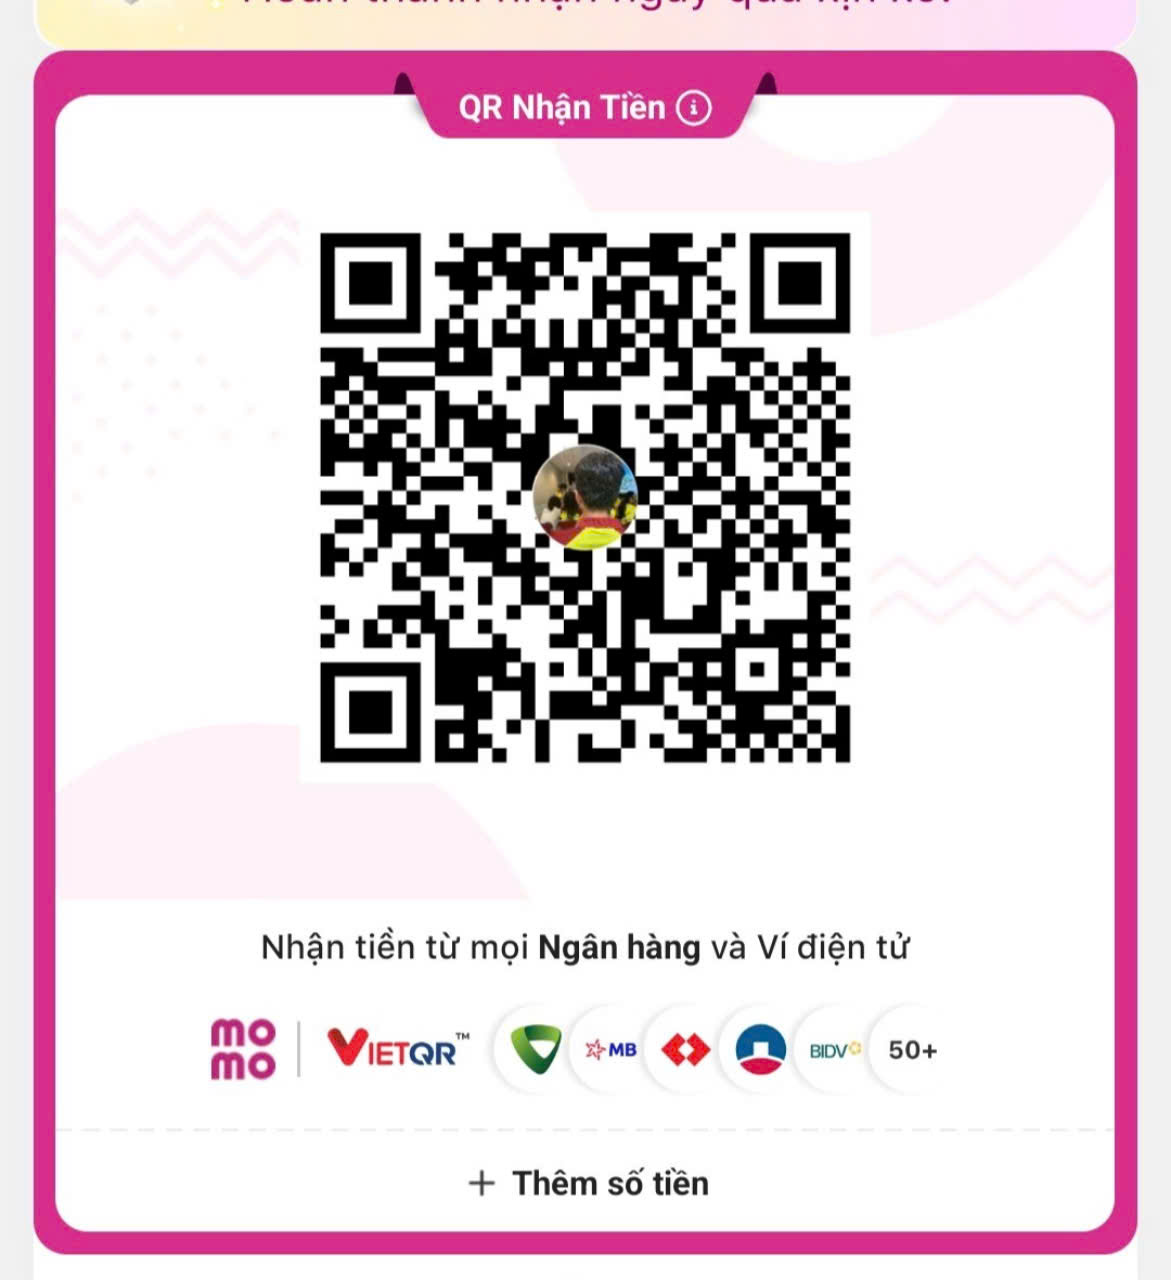 QR Nhận Tiền
Nhận tiền từ mọi Ngân hàng và Ví điện tử
mo
mo
VIETQR™
MB
BIDV
50+
+ Thêm số tiền